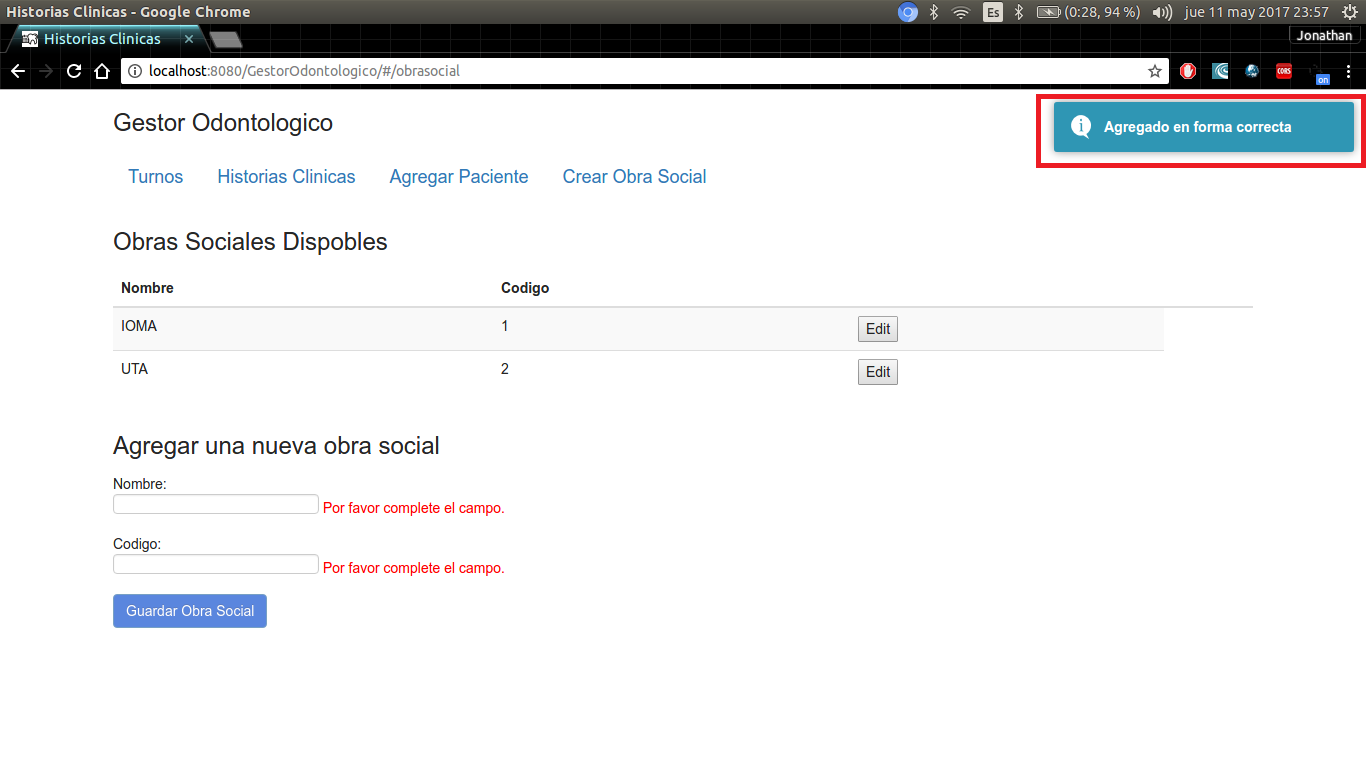 Historias Clinicas - Google Chrome
Es
(0:28, 94 %)
jue 11 may 2017 23:57
Historias Clinicas
Jonathan
localhost:8080/GestorOdontologico/#/obrasocial
CORS
on
Gestor Odontologico
Agregado en forma correcta
Turnos Historias Clinicas Agregar Paciente Crear Obra Social
Obras Sociales Dispobles
Nombre Codigo
IOMA 1 Edit
UTA 2 Edit
Agregar una nueva obra social
Nombre:
Por favor complete el campo.
Codigo:
Por favor complete el campo.
Guardar Obra Social